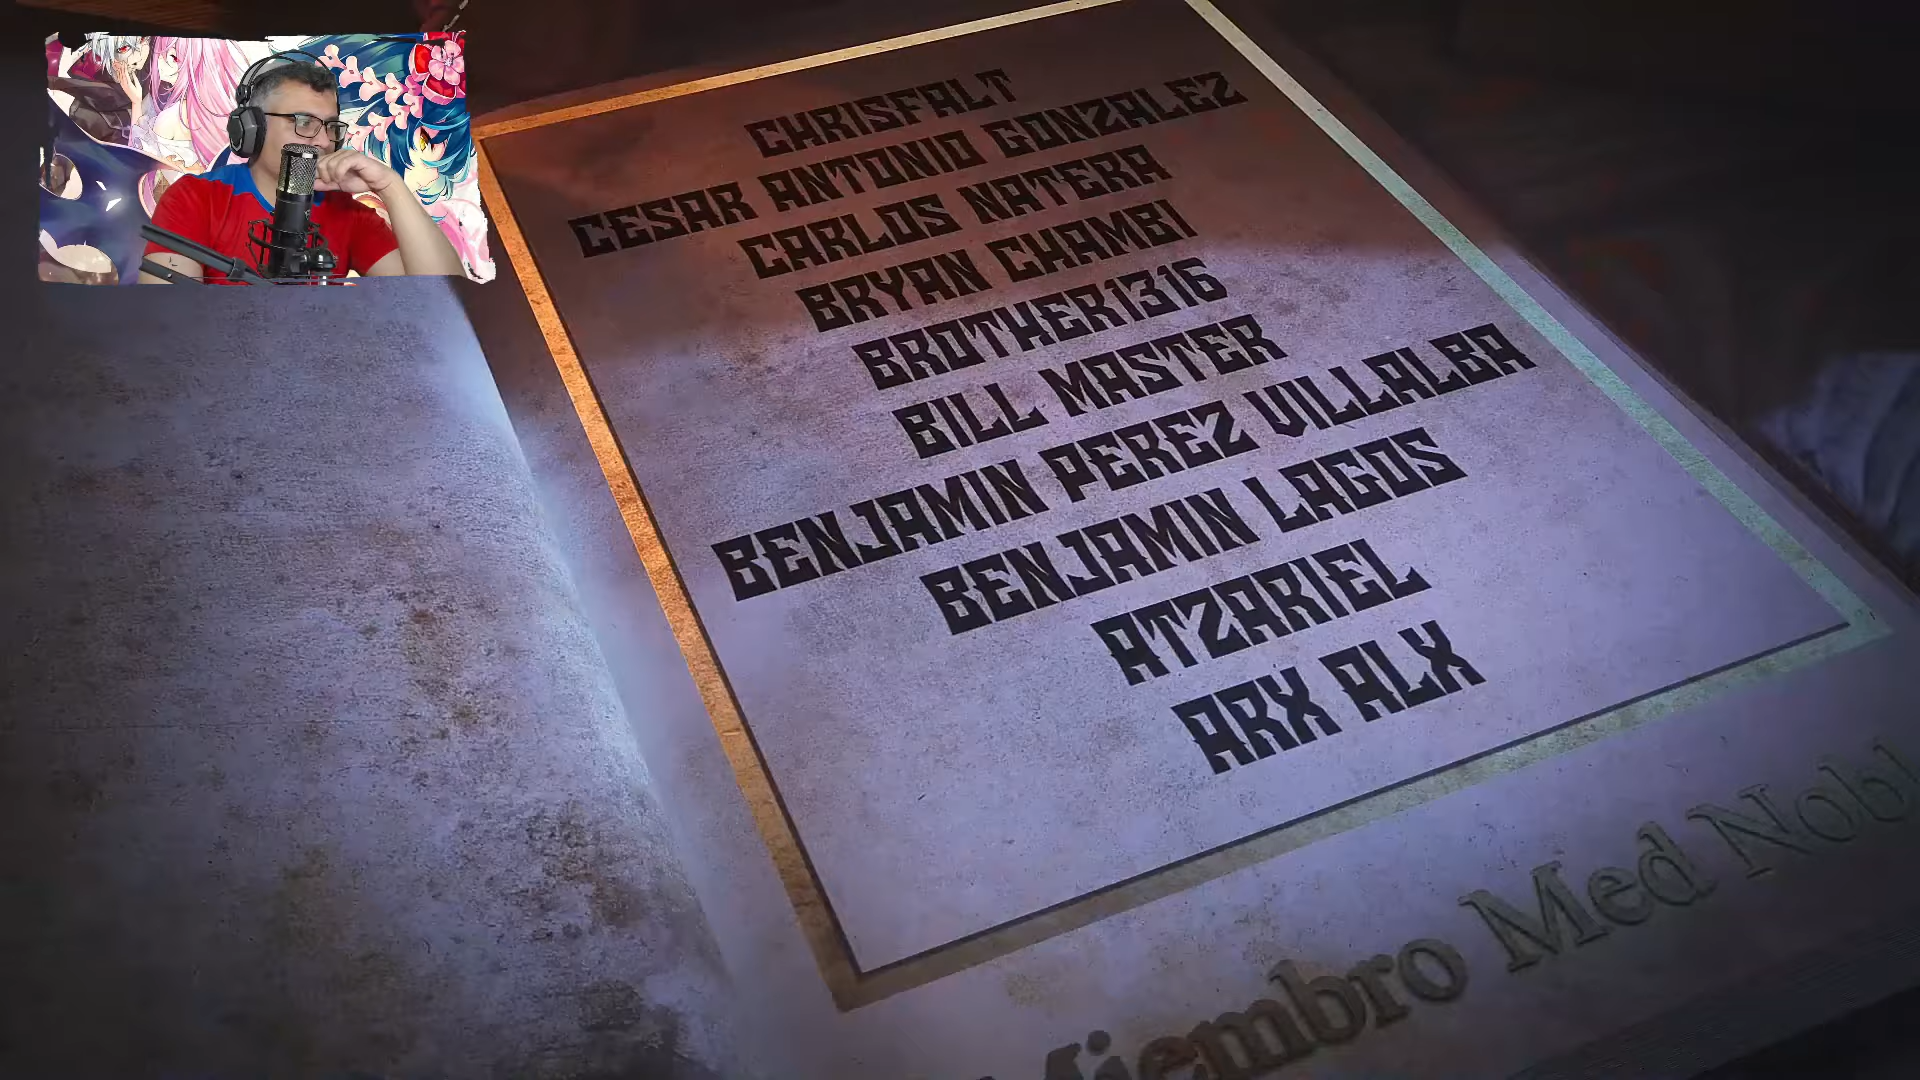 CHRISFALT
CESAR ANTONIO GONZALEZ
CARLOS NATERA
BRYAN CHAMBI
BROTHER1316
BILL MASTER
BENJAMIN PEREZ VILLALBA
BENJAMIN LAGOS
ATZARIEL
ARX ALX
Miembro Med